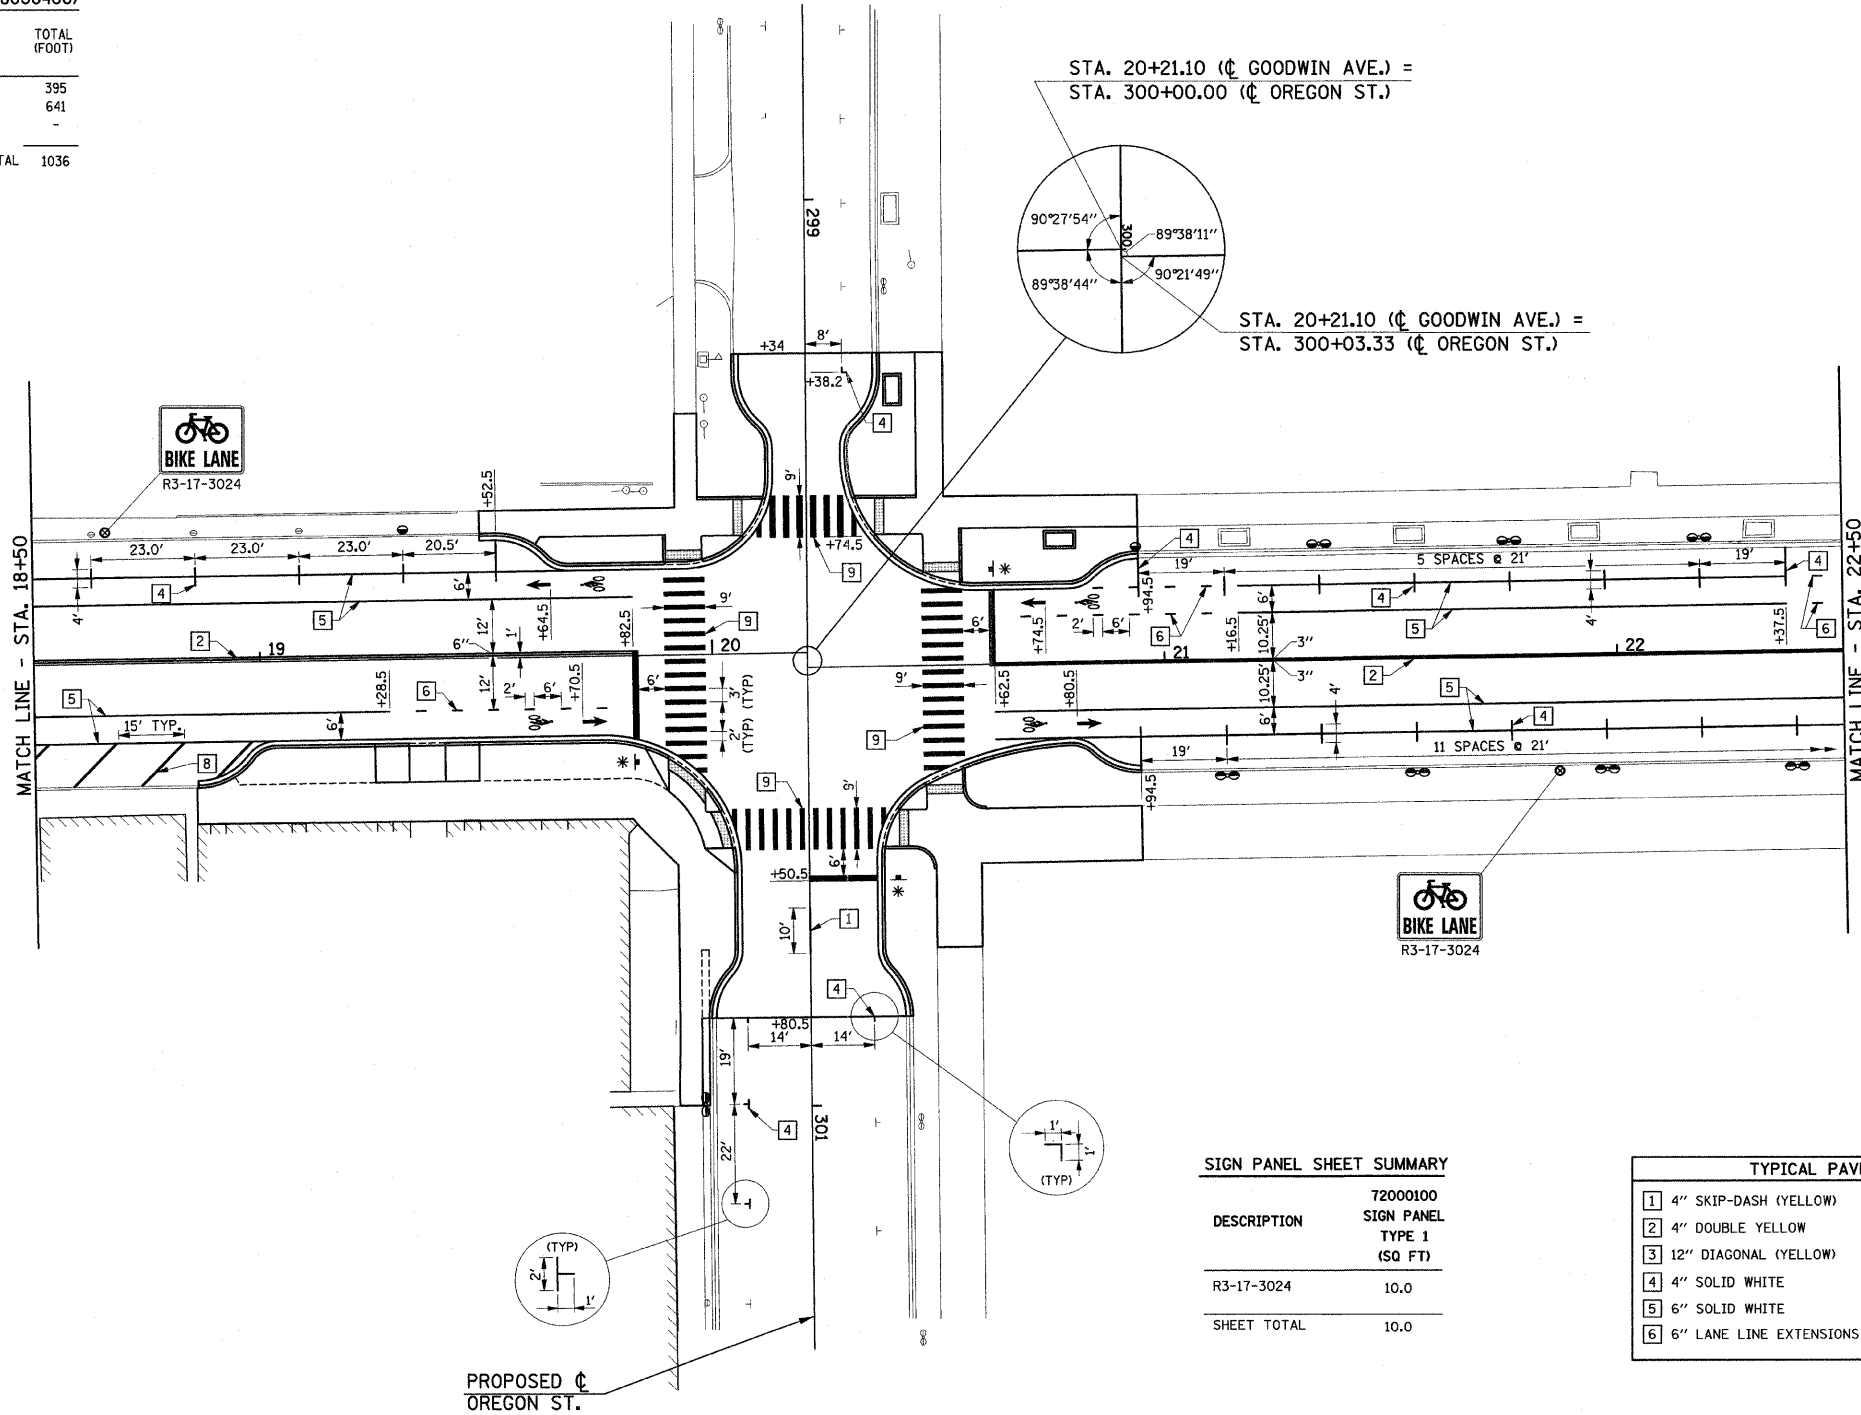 TOTAL
(FOOT)
395
641
-
TAL 1036
STA. 20+21.10 (℄ GOODWIN AVE.) =
STA. 300+00.00 (℄ OREGON ST.)
299
90°27'54"
300
89°38'11"
89°38'44"
90°21'49"
STA. 20+21.10 (℄ GOODWIN AVE.) =
STA. 300+03.33 (℄ OREGON ST.)
+34
8'
+38.2
4
BIKE LANE
R3-17-3024
MATCH LINE - STA. 18+50
MATCH LINE - STA. 22+50
+52.5
9'
+74.5
9
23.0'
23.0'
23.0'
20.5'
4'
4
5
6'
+64.5
+82.5
9'
9
12'
6"
1'
2
19
20
4
19'
5 SPACES @ 21'
19'
4
+94.5
6'
+74.5
2'
6'
6
+16.5
6'
10.25'
3"
4
5
4'
+37.5
6
21
22
5
15' TYP.
+28.5
6'
6
12'
2'
6'
+70.5
6'
3' (TYP)
2' (TYP)
8
9'
+62.5
+80.5
10.25'
3"
6'
2
5
4'
4
19'
11 SPACES @ 21'
+94.5
9
9
9'
6'
+50.5
10'
1
BIKE LANE
R3-17-3024
4
+80.5
14'
14'
19'
22'
4
301
1'
1'
(TYP)
(TYP)
2'
1'
PROPOSED ℄
OREGON ST.
SIGN PANEL SHEET SUMMARY
72000100
DESCRIPTION SIGN PANEL
TYPE 1
(SQ FT)
R3-17-3024 10.0
SHEET TOTAL 10.0
1 4" SKIP-DASH (YELLOW)
2 4" DOUBLE YELLOW
3 12" DIAGONAL (YELLOW)
4 4" SOLID WHITE
5 6" SOLID WHITE
6 6" LANE LINE EXTENSIONS